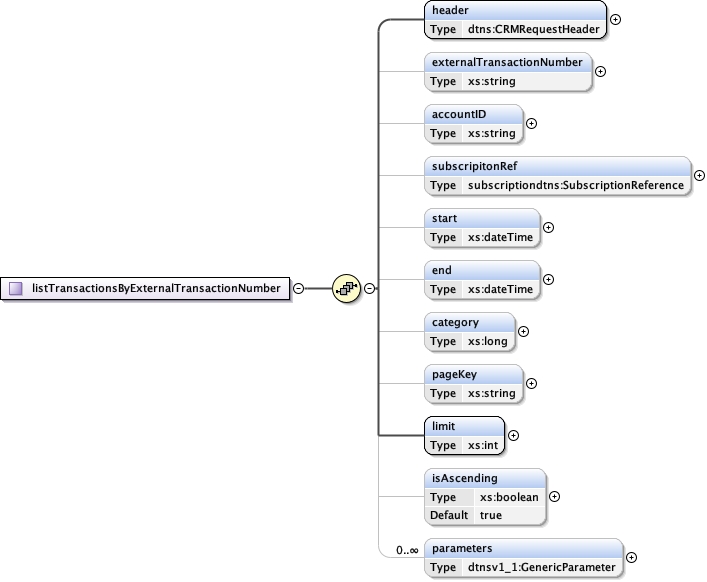 header
Type dtns:CRMRequestHeader
externalTransactionNumber
Type xs:string
accountID
Type xs:string
subscripitonRef
Type subscriptiondtns:SubscriptionReference
start
Type xs:dateTime
end
Type xs:dateTime
listTransactionsByExternalTransactionNumber
category
Type xs:long
pageKey
Type xs:string
limit
Type xs:int
isAscending
Type xs:boolean
Default true
0..∞
parameters
Type dtnsv1_1:GenericParameter